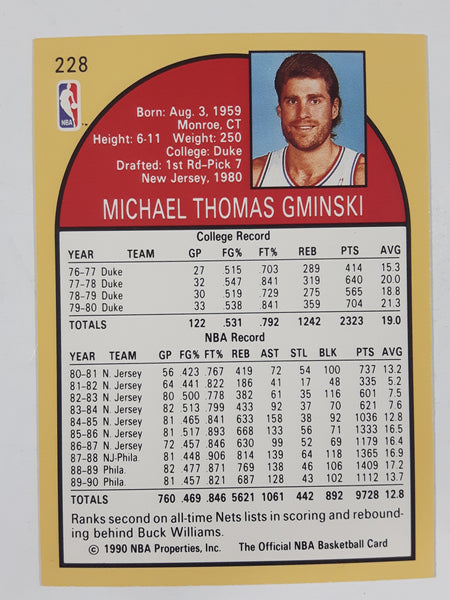 228
NBA
Born: Aug. 3, 1959
Monroe, CT
Height: 6-11 Weight: 250
College: Duke
Drafted: 1st Rd-Pick 7
New Jersey, 1980
MICHAEL THOMAS GMINSKI
College Record
YEAR TEAM GP FG% FT% REB PTS AVG
76-77 Duke 27 .515 .703 289 414 15.3
77-78 Duke 32 .547 .841 319 640 20.0
78-79 Duke 30 .519 .729 275 565 18.8
79-80 Duke 33 .538 .841 359 704 21.3
TOTALS 122 .531 .792 1242 2323 19.0
NBA Record
YEAR TEAM GP FG% FT% REB AST STL BLK PTS AVG
80-81 N. Jersey 56 .423 .767 419 72 54 100 737 13.2
81-82 N. Jersey 64 .441 .822 186 41 17 48 335 5.2
82-83 N. Jersey 80 .500 .778 382 61 35 116 601 7.5
83-84 N. Jersey 82 .513 .799 433 92 37 70 621 7.6
84-85 N. Jersey 81 .465 .841 633 158 38 92 1036 12.8
85-86 N. Jersey 81 .517 .893 668 133 56 71 1333 16.5
86-87 N. Jersey 72 .457 .846 630 99 52 69 1179 16.4
87-88 NJ-Phila. 81 .448 .906 814 139 64 118 1365 16.9
88-89 Phila. 82 .477 .871 769 138 46 106 1409 17.2
89-90 Phila. 81 .457 .821 687 128 43 102 1112 13.7
TOTALS 760 .469 .846 5621 1061 442 892 9728 12.8
Ranks second on all-time Nets lists in scoring and rebound-
ing behind Buck Williams.
© 1990 NBA Properties, Inc. The Official NBA Basketball Card